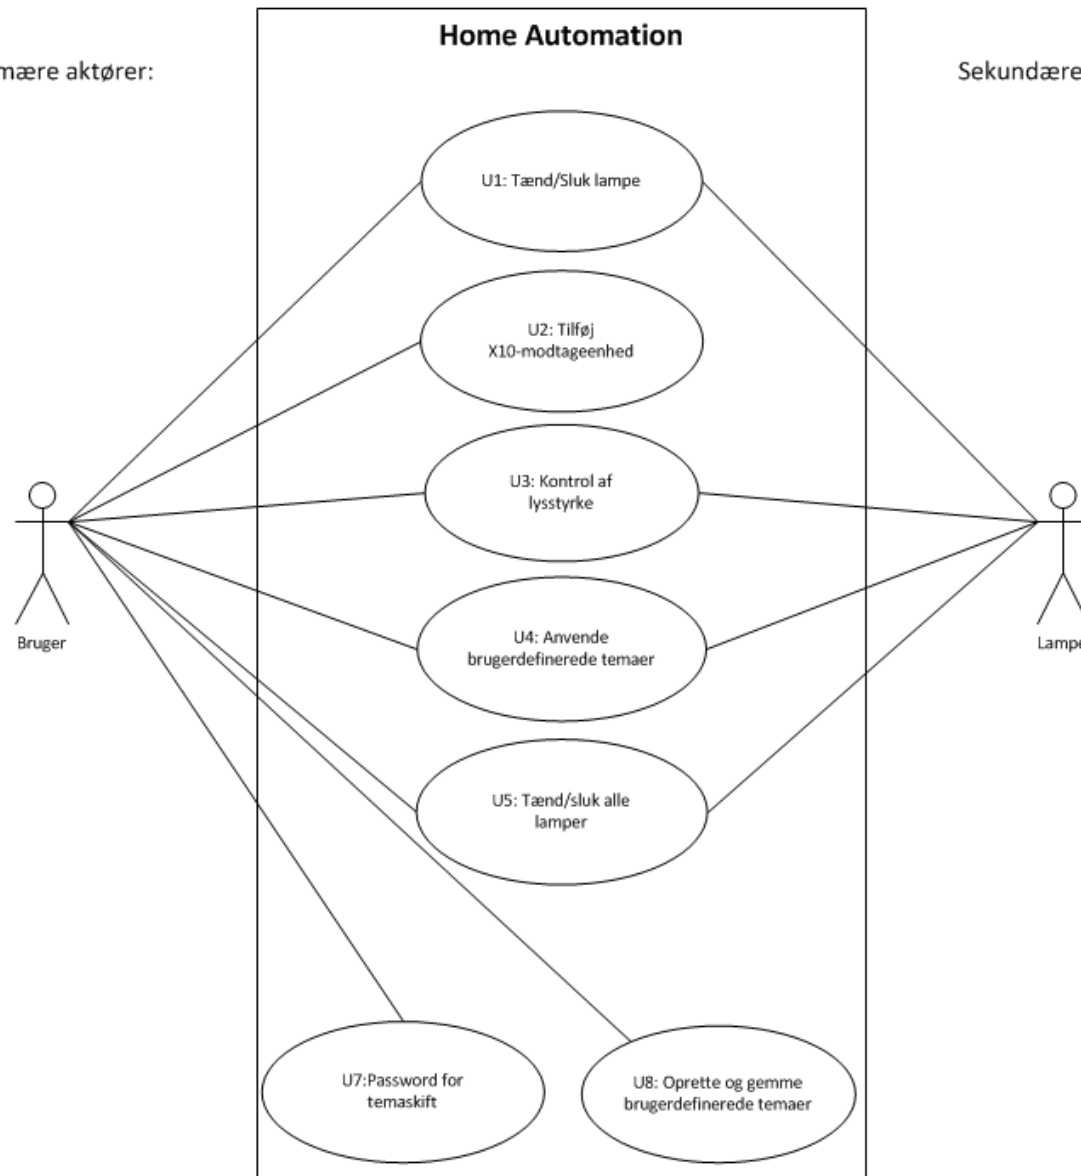 Home Automation
mære aktører:
Sekundære
U1: Tænd/Sluk lampe
U2: Tilføj
X10-modtageenhed
U3: Kontrol af
lysstyrke
Bruger
Lampe
U4: Anvende
brugerdefinerede temaer
U5: Tænd/sluk alle
lamper
U7:Password for
temaskift
U8: Oprette og gemme
brugerdefinerede temaer